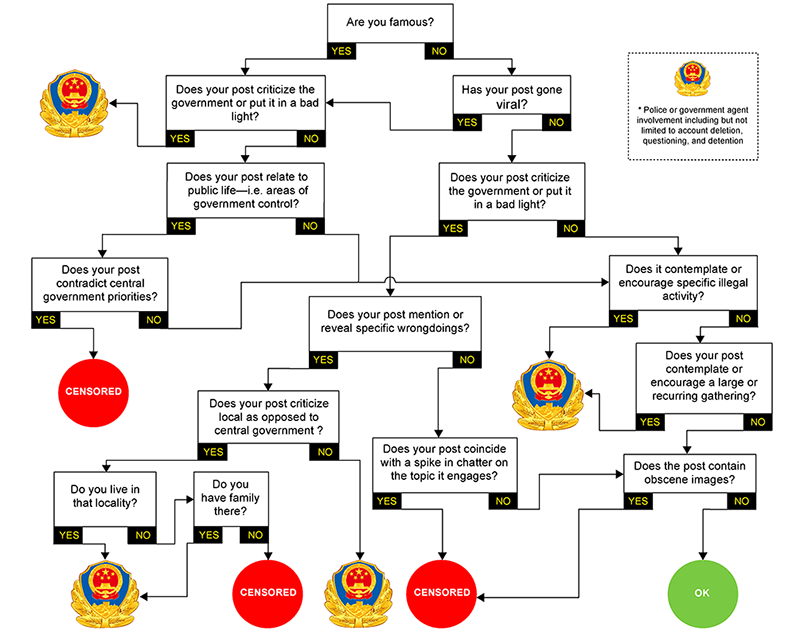 Are you famous?
YES
NO
Does your post criticize the
government or put it in a bad
light?
YES
NO
Has your post gone
viral?
YES
NO
* Police or government agent
involvement including but not
limited to account deletion,
questioning, and detention
Does your post relate to
public life—i.e. areas of
government control?
YES
NO
Does your post criticize
the government or put it
in a bad light?
YES
NO
Does your post
contradict central
government priorities?
YES
NO
Does it contemplate or
encourage specific illegal
activity?
YES
NO
Does your post mention or
reveal specific wrongdoings?
YES
NO
Does your post
contemplate or
encourage a large or
recurring gathering?
YES
NO
CENSORED
Does your post criticize
local as opposed to
central government ?
YES
NO
Does your post coincide
with a spike in chatter on
the topic it engages?
YES
NO
Does the post contain
obscene images?
YES
NO
Do you live in
that locality?
YES
NO
Do you
have family
there?
YES
NO
CENSORED
CENSORED
OK